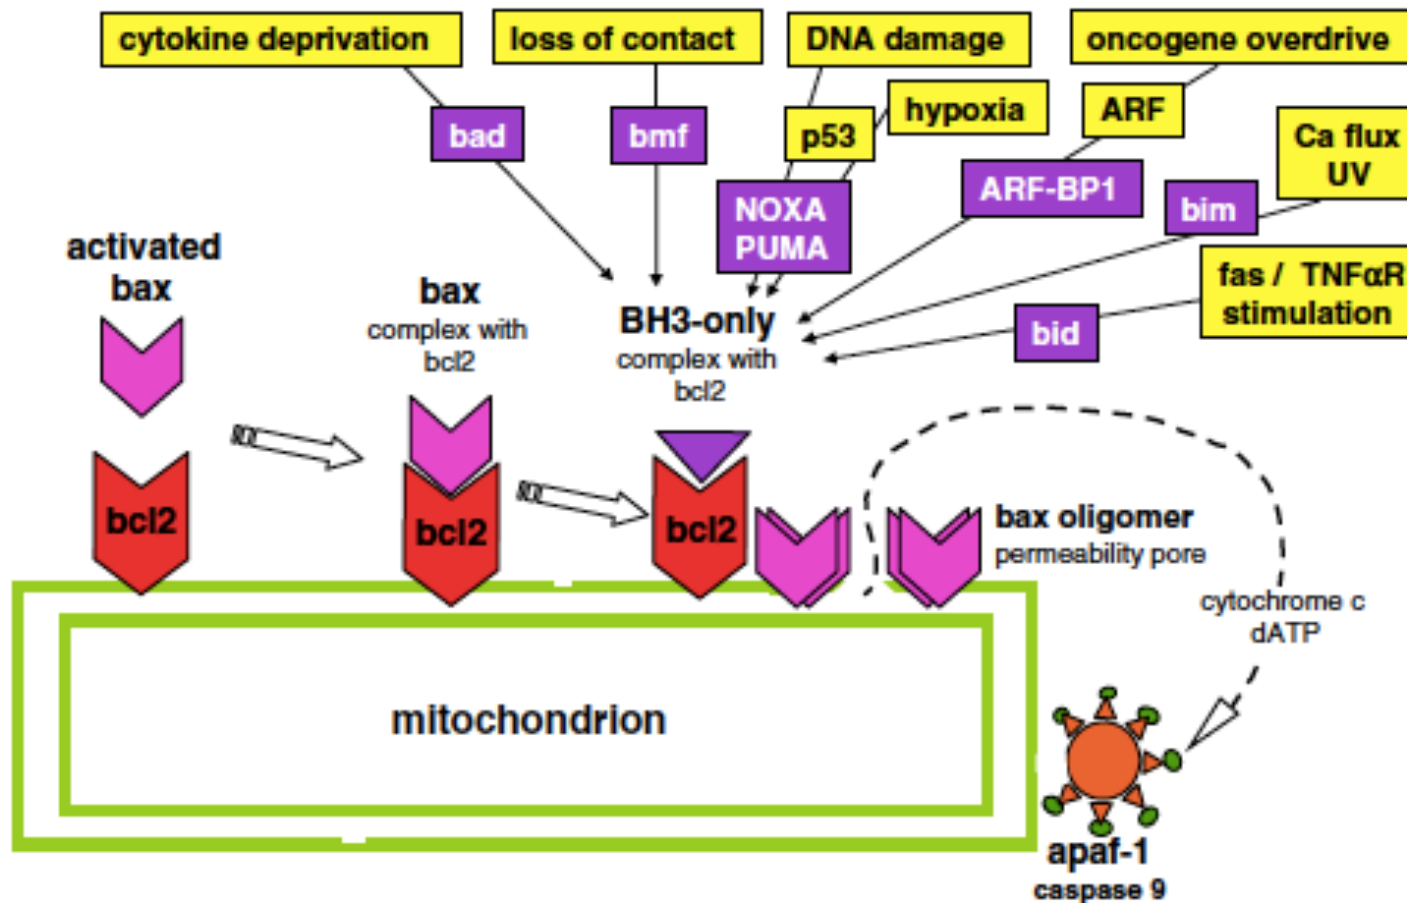 cytokine deprivation
loss of contact
DNA damage
oncogene overdrive
hypoxia
ARF
p53
bad
bmf
Ca flux
UV
ARF-BP1
bim
NOXA
PUMA
activated
bax
bax
complex with
bcl2
BH3-only
complex with
bcl2
fas / TNFαR
stimulation
bid
bcl2
bcl2
bcl2
bax oligomer
permeability pore
cytochrome c
dATP
mitochondrion
apaf-1
caspase 9